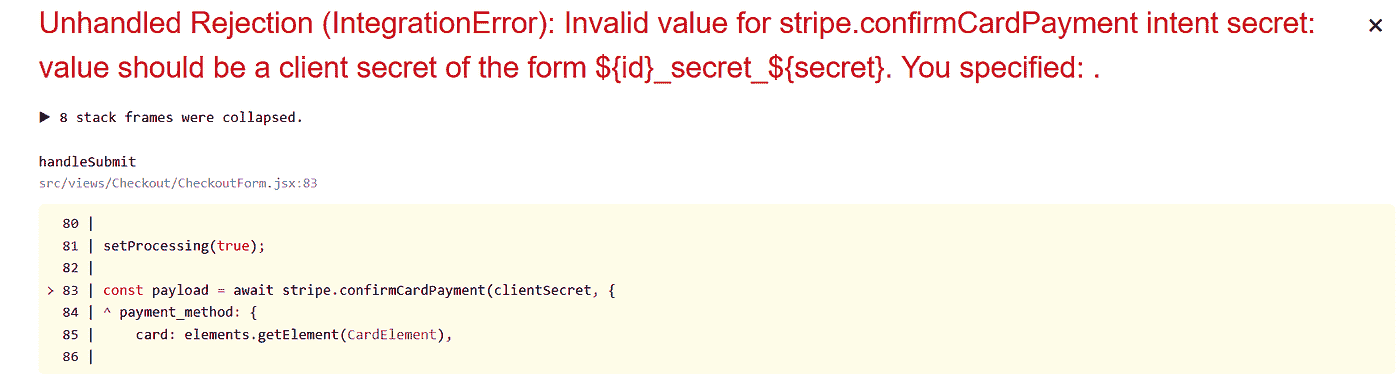 Unhandled Rejection (IntegrationError): Invalid value for stripe.confirmCardPayment intent secret: ×
value should be a client secret of the form ${id}_secret_${secret}. You specified: .
▶ 8 stack frames were collapsed.
handleSubmit
src/views/Checkout/CheckoutForm.jsx:83
80 |
81 | setProcessing(true);
82 |
> 83 | const payload = await stripe.confirmCardPayment(clientSecret, {
84 | ^ payment_method: {
85 |     card: elements.getElement(CardElement),
86 |